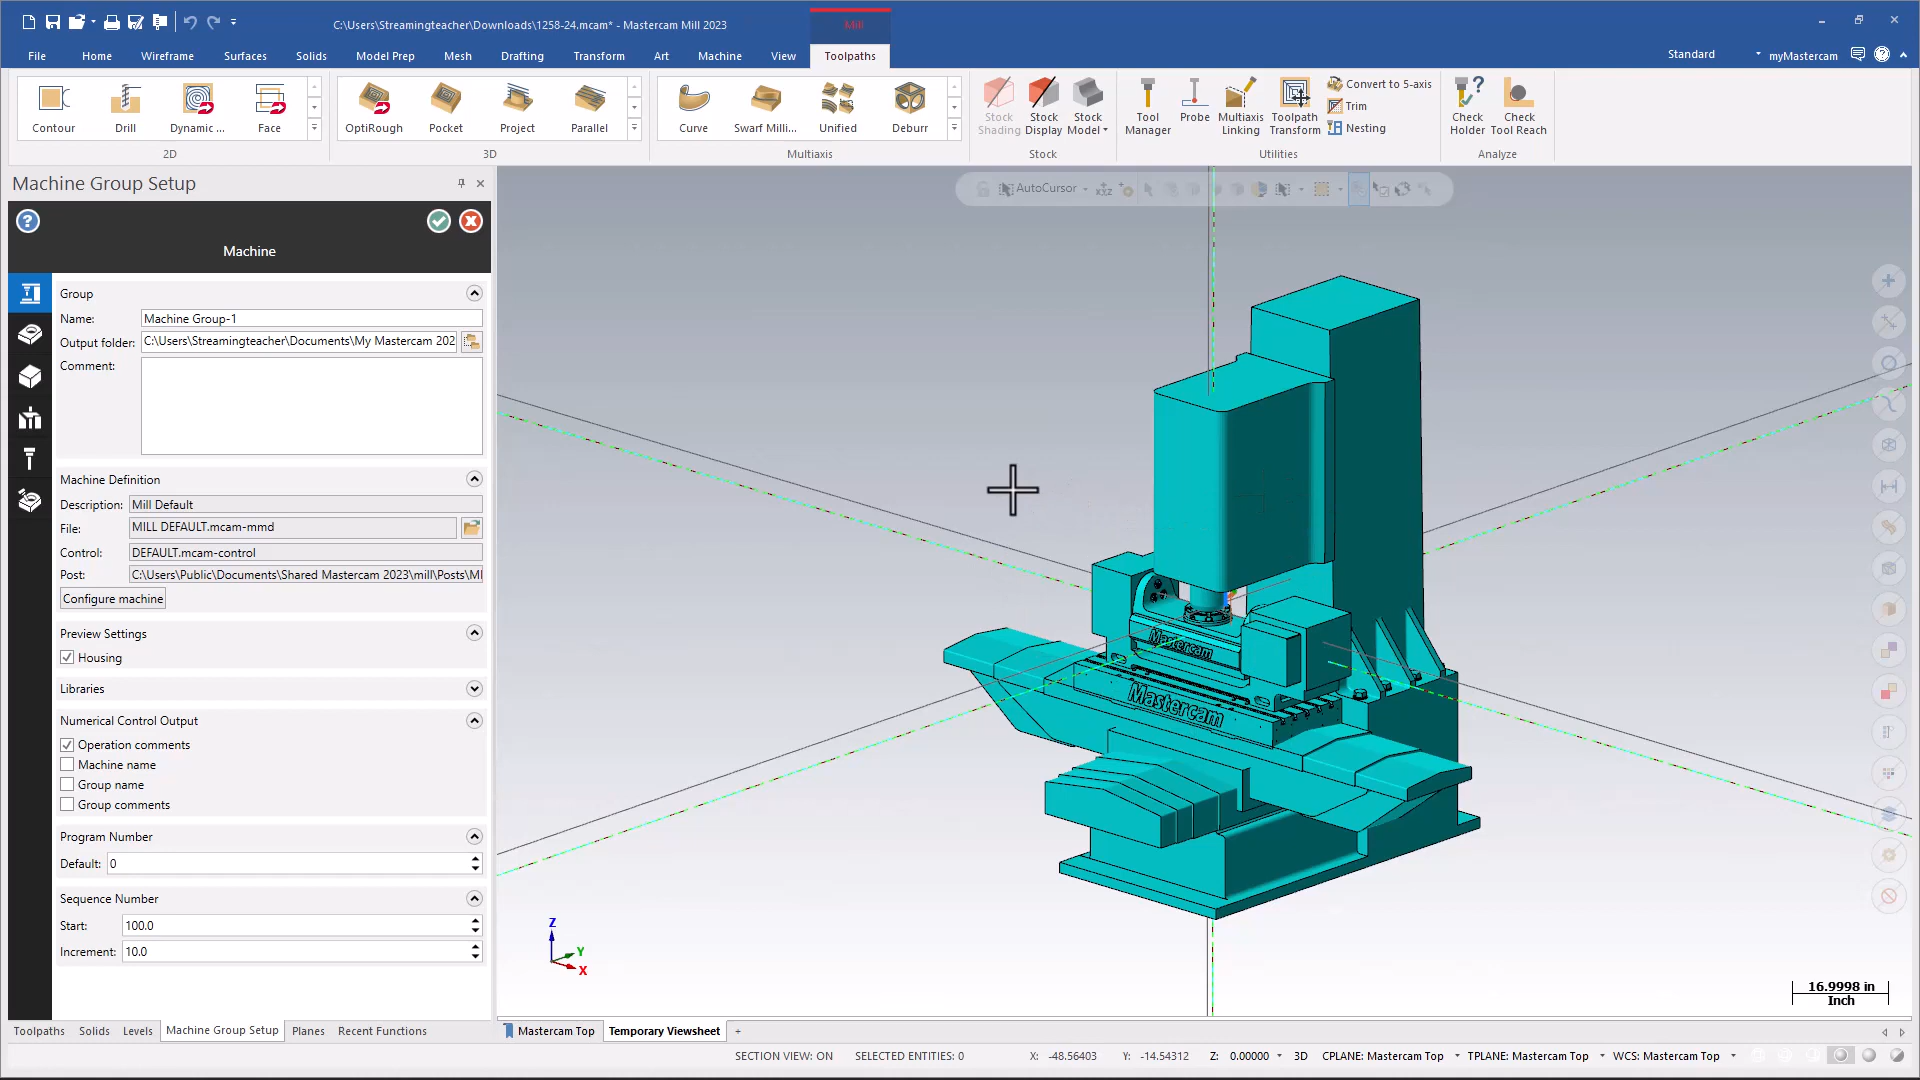 C:\Users\Streamingteacher\Downloads\1258-24.mcam* - Mastercam Mill 2023
Mill
File Home Wireframe Surfaces Solids Model Prep Mesh Drafting Transform Art Machine View Toolpaths
Standard myMastercam
Contour Drill Dynamic ... Face
2D
OptiRough Pocket Project Parallel
3D
Curve Swarf Milli... Unified Deburr
Multiaxis
Stock Shading
Stock Display
Stock Model
Stock
Tool Manager
Probe
Multiaxis Linking
Toolpath Transform
Convert to 5-axis
Trim
Nesting
Utilities
Check Holder
Check Tool Reach
Analyze
Machine Group Setup
AutoCursor
Machine
Group
Name: Machine Group-1
Output folder: C:\Users\Streamingteacher\Documents\My Mastercam 202
Comment:
Machine Definition
Description: Mill Default
File: MILL DEFAULT.mcam-mmd
Control: DEFAULT.mcam-control
Post: C:\Users\Public\Documents\Shared Mastercam 2023\mill\Posts\MI
Configure machine
Preview Settings
Housing
Libraries
Numerical Control Output
Operation comments
Machine name
Group name
Group comments
Program Number
Default: 0
Sequence Number
Start: 100.0
Increment: 10.0
Mastercam
Mastercam
Z
Y
X
16.9998 in
Inch
Toolpaths Solids Levels Machine Group Setup Planes Recent Functions
Mastercam Top Temporary Viewsheet +
SECTION VIEW: ON SELECTED ENTITIES: 0 X: -48.56403 Y: -14.54312 Z: 0.00000 3D CPLANE: Mastercam Top TPLANE: Mastercam Top WCS: Mastercam Top